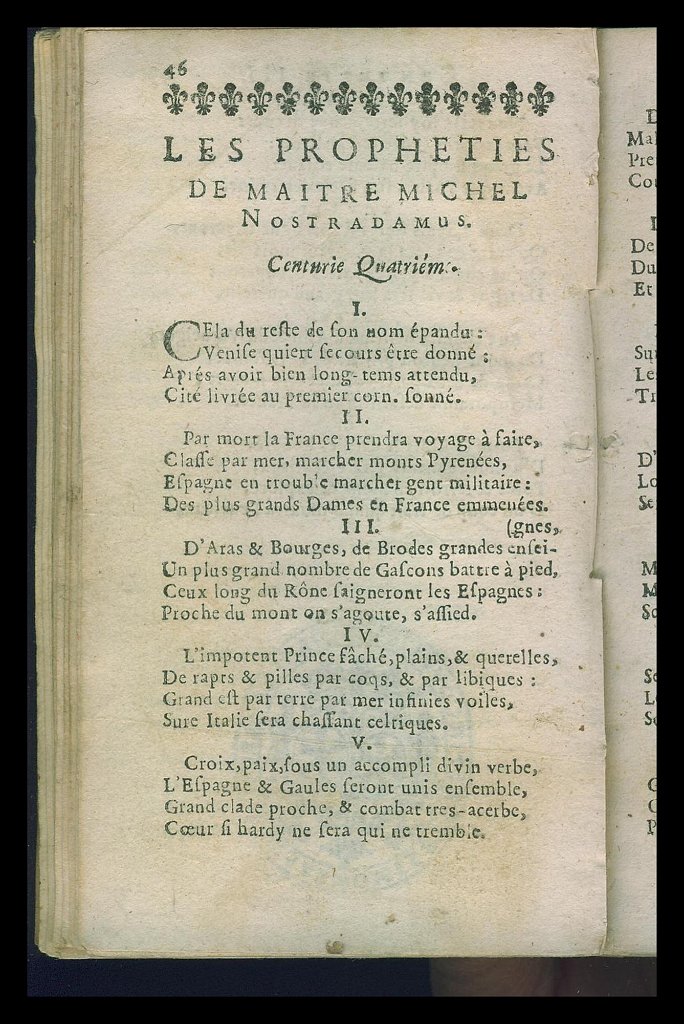 46
LES PROPHETIES
DE MAITRE MICHEL
NOSTRADAMUS.
Centurie Quatriém.
I.
CEla du reſte de ſon nom épandu :
Veniſe quiert ſecours être donné ;
Aprés avoir bien long-tems attendu,
Cité livrée au premier corn. ſonné.
II.
Par mort la France prendra voyage à faire,
Claſſe par mer, marcher monts Pyrenées,
Eſpagne en trouble marcher gent militaire :
Des plus grands Dames en France emmenées.
III. (gnes,
D'Aras & Bourges, de Brodes grandes enſei-
Un plus grand nombre de Gaſcons battre à pied,
Ceux long du Rône ſaigneront les Eſpagnes :
Proche du mont on s'agoute, s'aſſied.
IV.
L'impotent Prince fâché, plains, & querelles,
De rapts & pilles par coqs, & par libiques :
Grand eſt par terre par mer infinies voiles,
Sure Italie ſera chaſſant celtiques.
V.
Croix, paix, ſous un accompli divin verbe,
L'Eſpagne & Gaules ſeront unis enſemble,
Grand clade proche, & combat tres-acerbe,
Cœur ſi hardy ne ſera qui ne tremble.
Pre
De
Du
Et
Le
D'